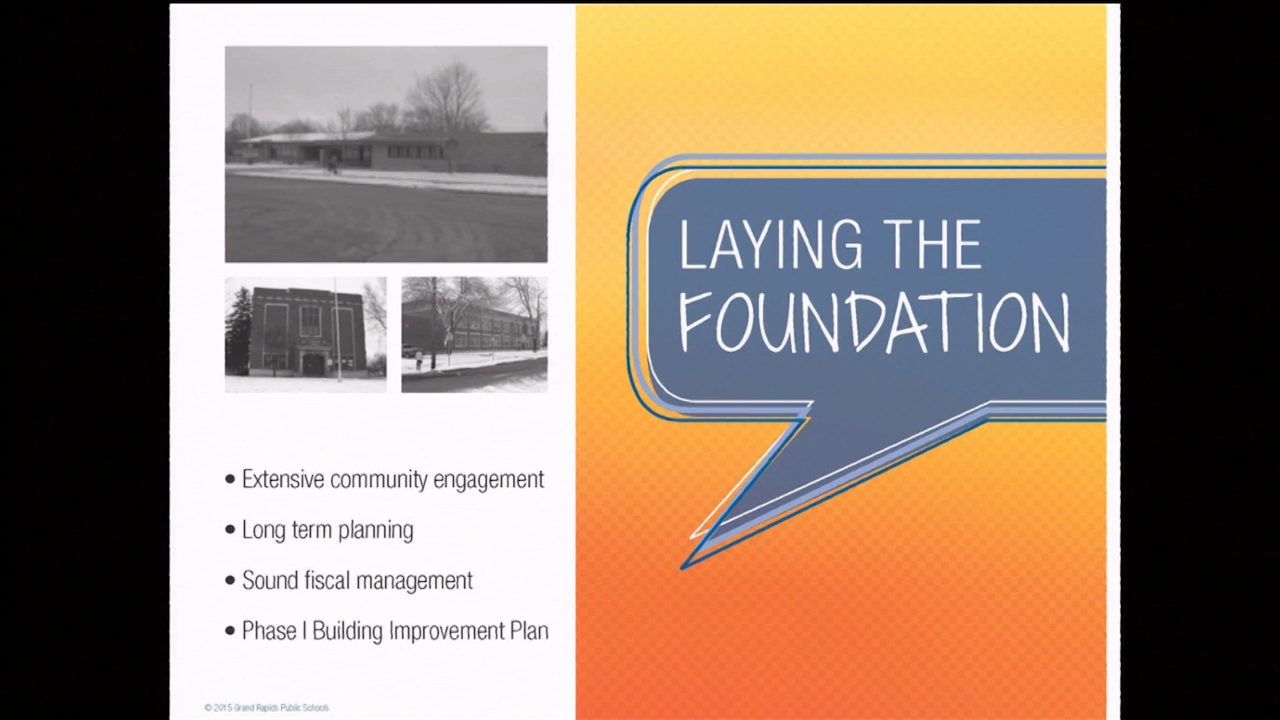 LAYING THE
FOUNDATION
• Extensive community engagement
• Long term planning
• Sound fiscal management
• Phase I Building Improvement Plan
© 2015 Grand Rapids Public Schools